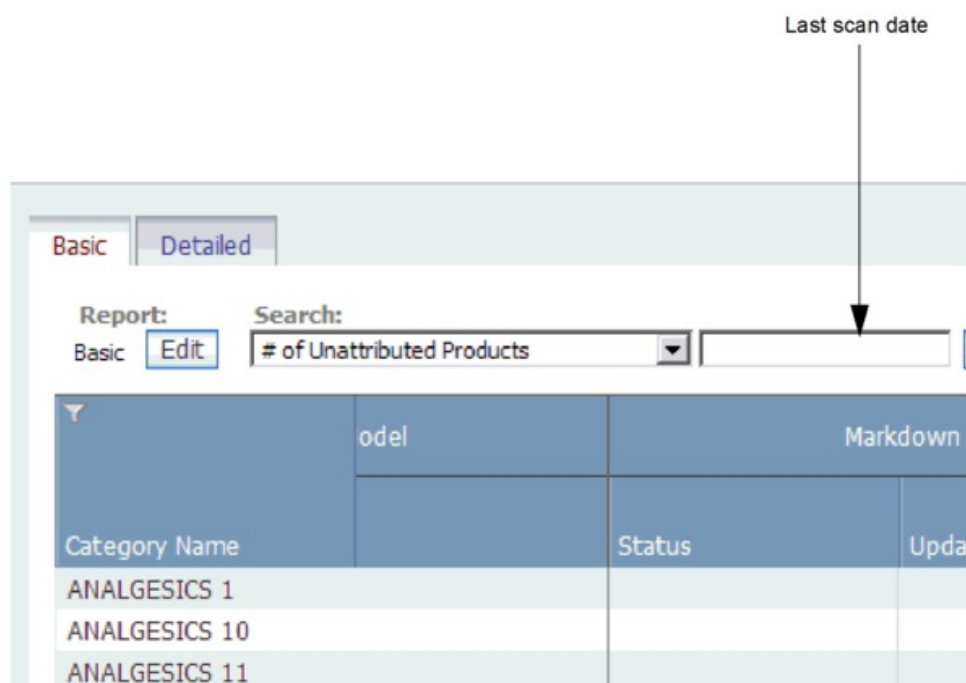 Last scan date
Basic Detailed
Report: Search:
Basic Edit # of Unattributed Products
odel Markdown
Category Name Status Upda
ANALGESICS 1
ANALGESICS 10
ANALGESICS 11